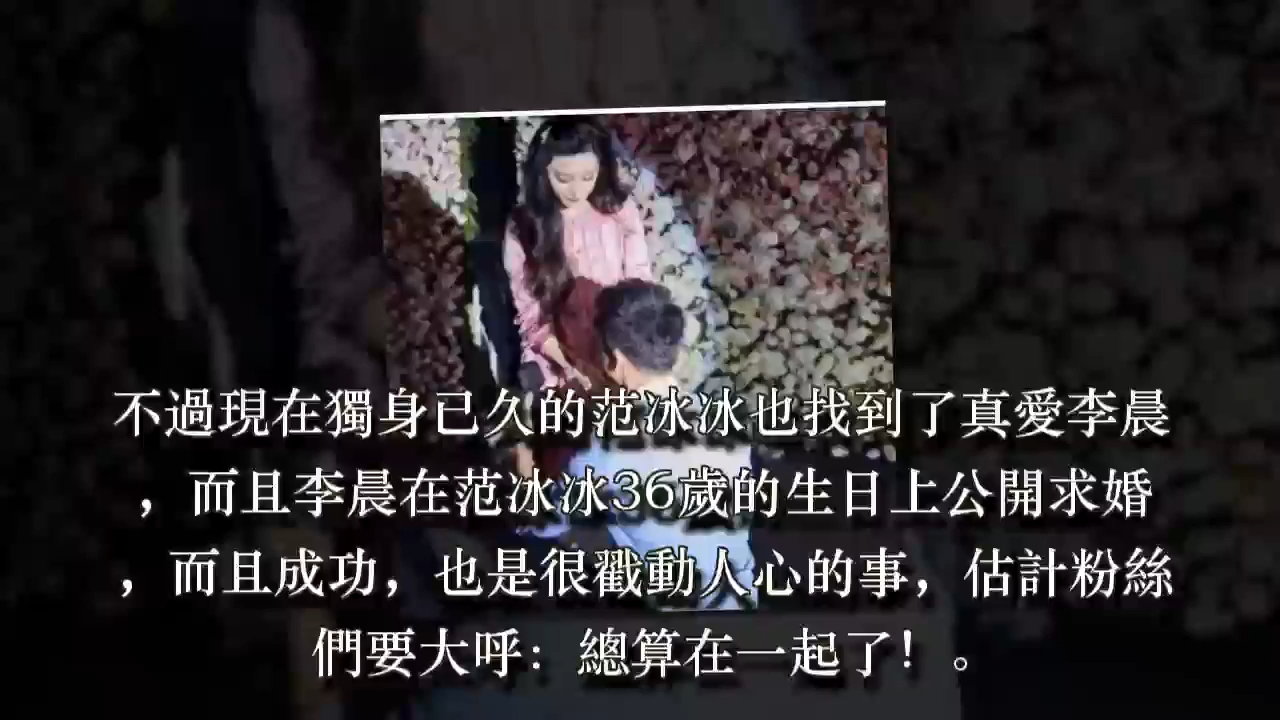 不過現在獨身已久的范冰冰也找到了真愛李晨
，而且李晨在范冰冰36歲的生日上公開求婚
，而且成功，也是很戳動人心的事，估計粉絲
們要大呼：總算在一起了！。